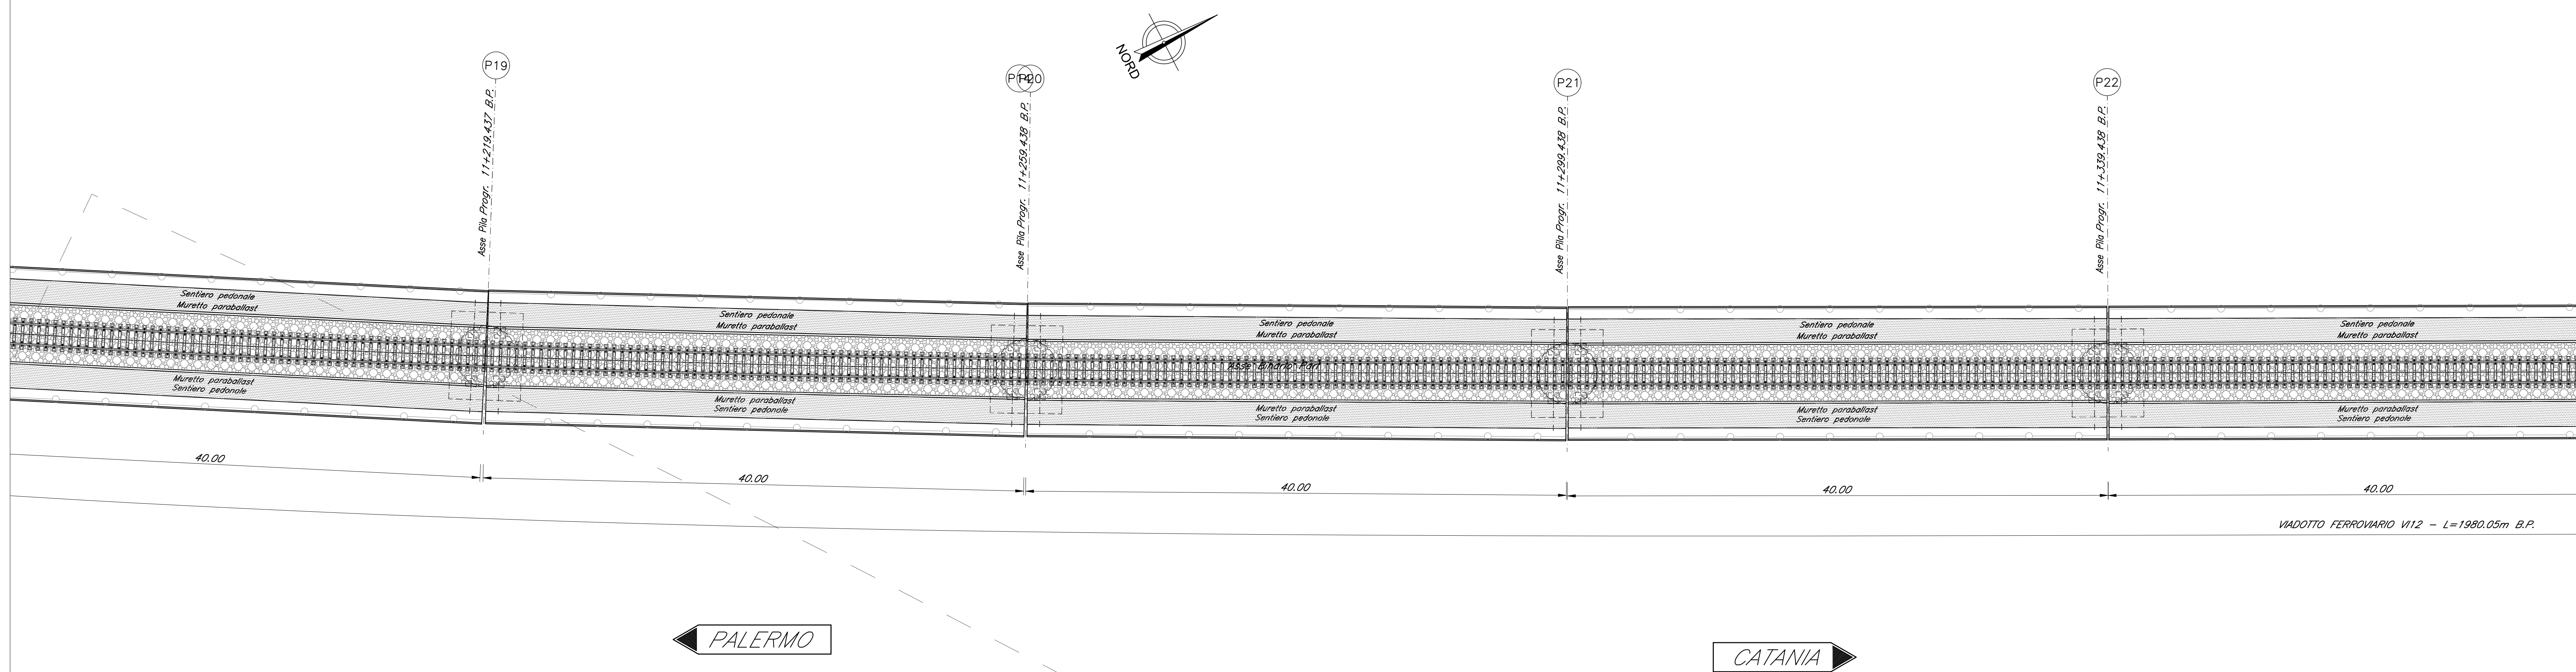 NORD
P19
P14
P20
P21
P22
Asse Pila Progr. 11+219.437 B.P.
Asse Pila Progr. 11+259.438 B.P.
Asse Pila Progr. 11+299.438 B.P.
Asse Pila Progr. 11+339.438 B.P.
Sentiero pedonale
Muretto paraballast
Sentiero pedonale
Muretto paraballast
Sentiero pedonale
Muretto paraballast
Sentiero pedonale
Muretto paraballast
Sentiero pedonale
Muretto paraballast
Asse Binario Pari
Muretto paraballast
Sentiero pedonale
Muretto paraballast
Sentiero pedonale
Muretto paraballast
Sentiero pedonale
Muretto paraballast
Sentiero pedonale
Muretto paraballast
Sentiero pedonale
40.00
40.00
40.00
40.00
40.00
VIADOTTO FERROVIARIO VI12 – L=1980.05m B.P.
PALERMO
CATANIA